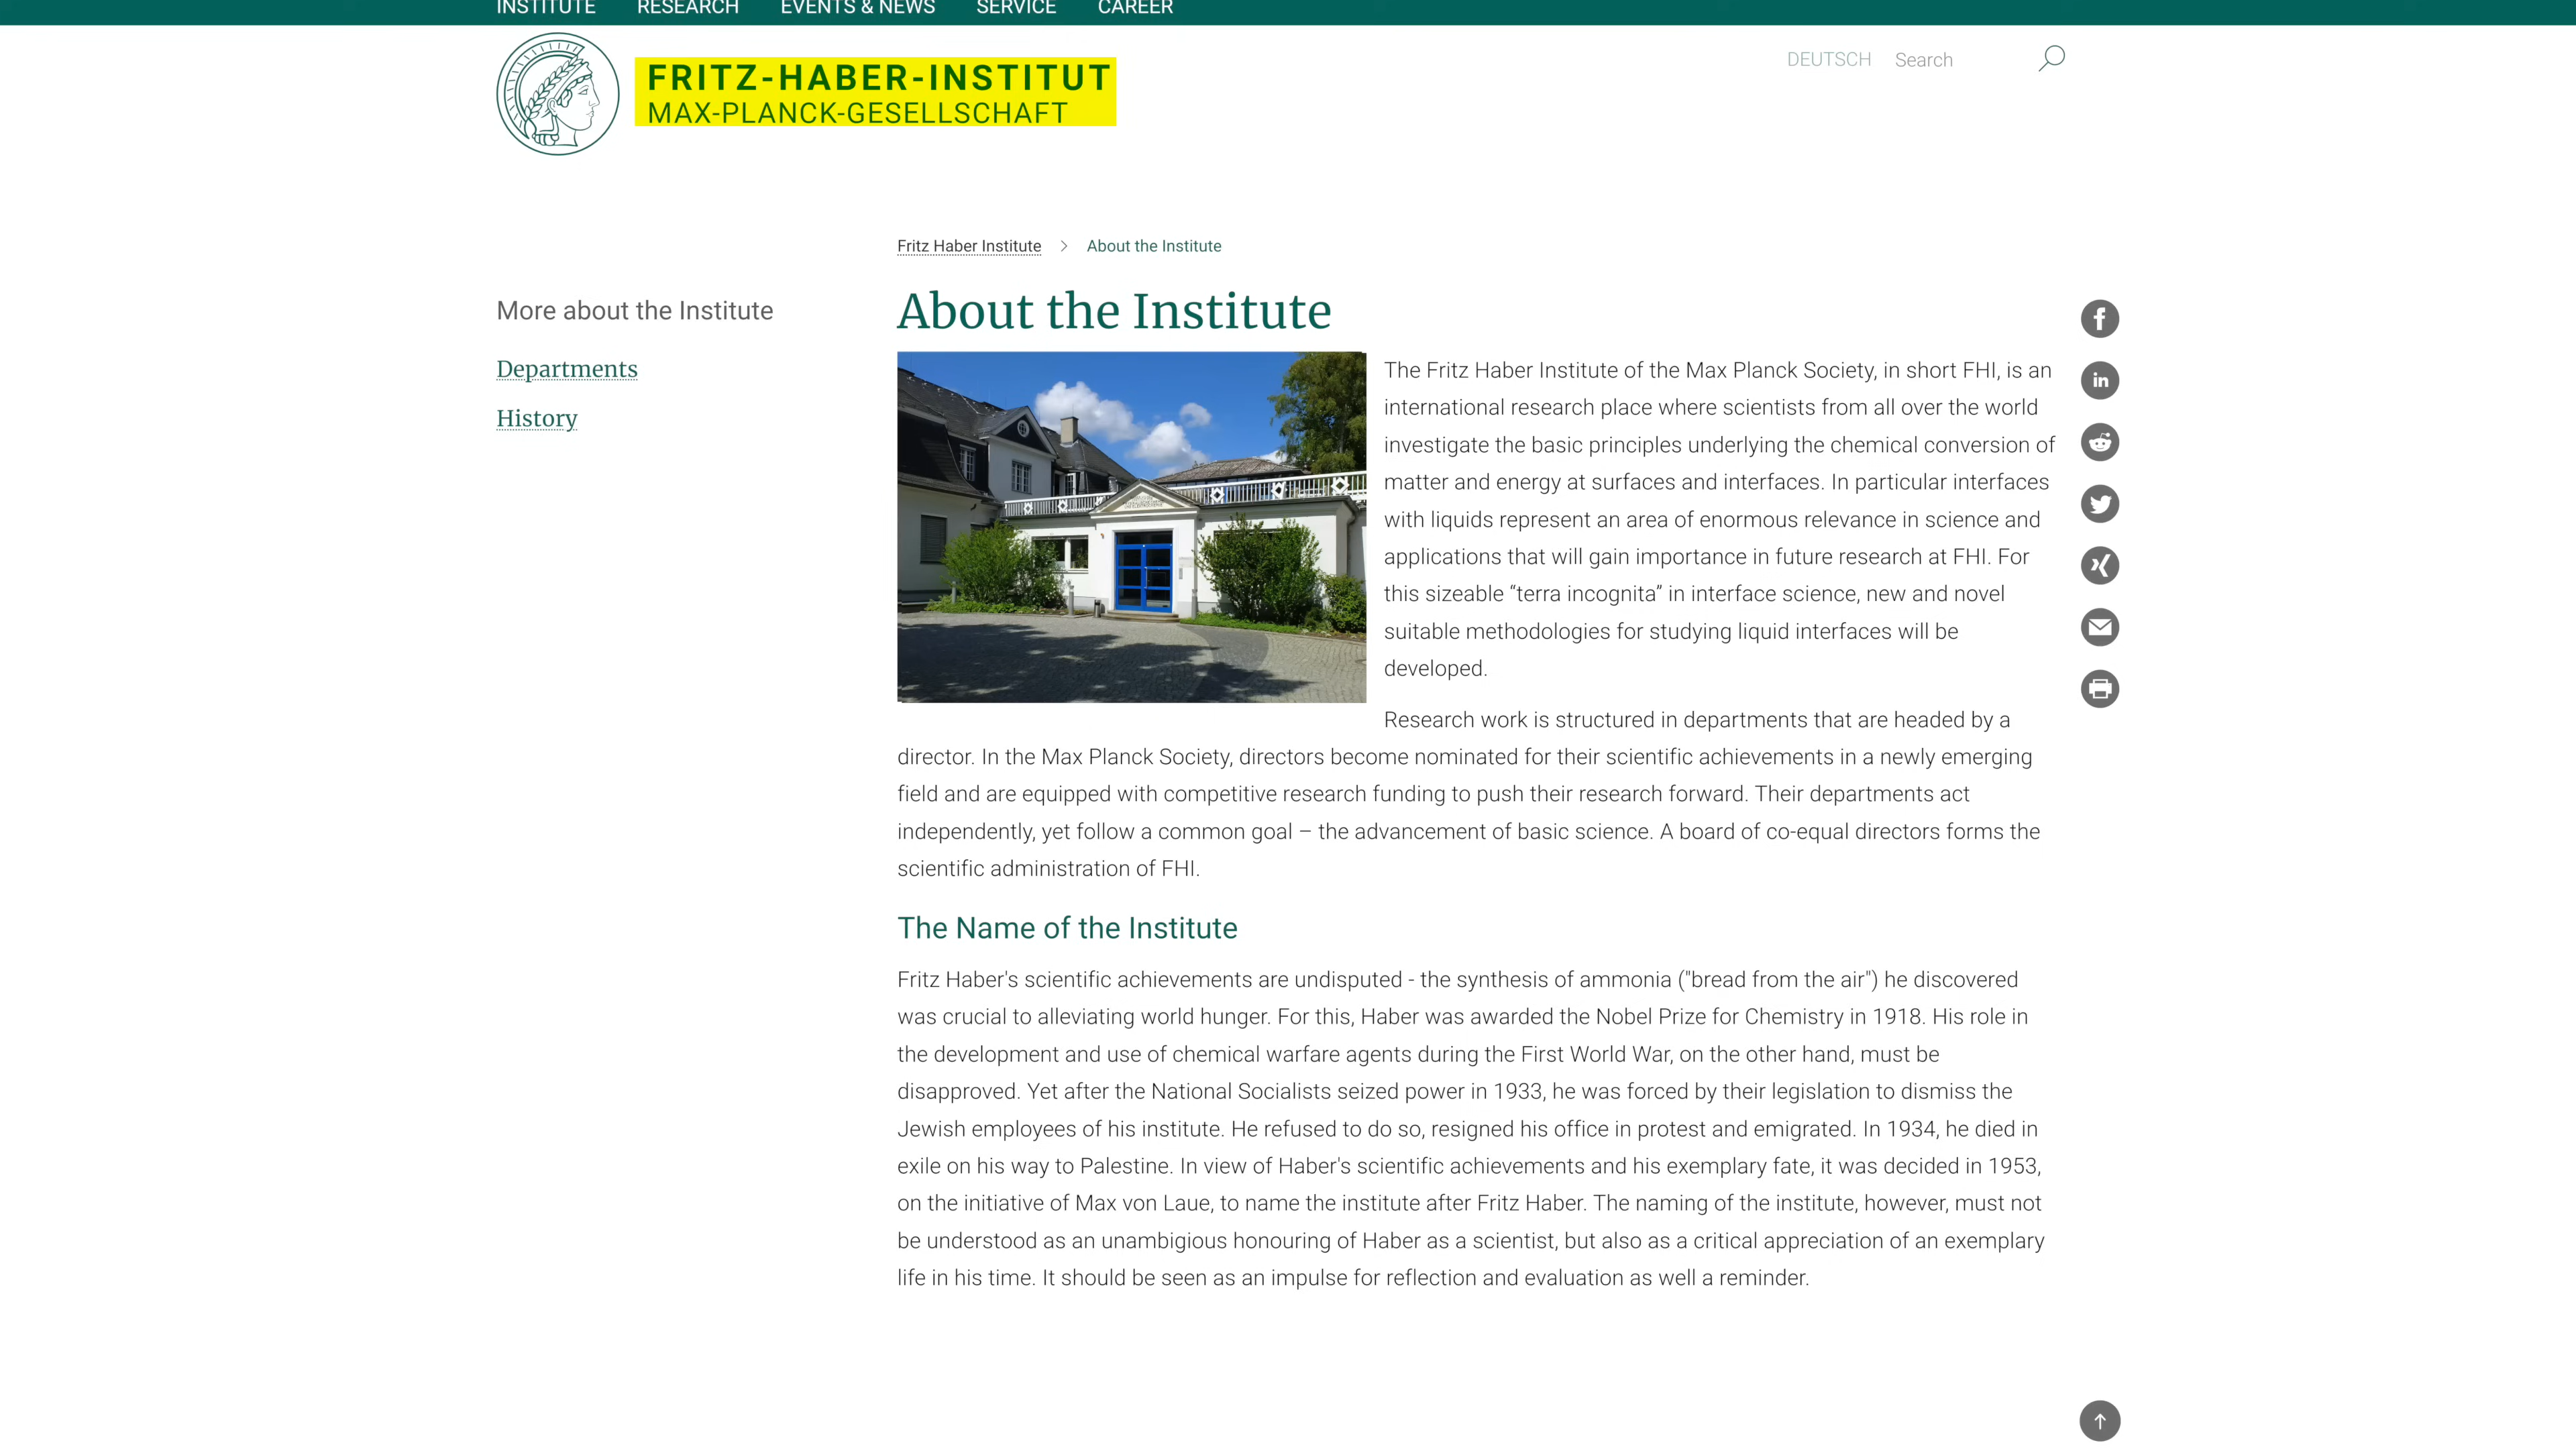 INSTITUTE RESEARCH EVENTS & NEWS SERVICE CAREER
FRITZ-HABER-INSTITUT
MAX-PLANCK-GESELLSCHAFT
DEUTSCH Search
Fritz Haber Institute > About the Institute
More about the Institute
Departments
History
About the Institute
The Fritz Haber Institute of the Max Planck Society, in short FHI, is an
international research place where scientists from all over the world
investigate the basic principles underlying the chemical conversion of
matter and energy at surfaces and interfaces. In particular interfaces
with liquids represent an area of enormous relevance in science and
applications that will gain importance in future research at FHI. For
this sizeable “terra incognita” in interface science, new and novel
suitable methodologies for studying liquid interfaces will be
developed.
Research work is structured in departments that are headed by a
director. In the Max Planck Society, directors become nominated for their scientific achievements in a newly emerging
field and are equipped with competitive research funding to push their research forward. Their departments act
independently, yet follow a common goal – the advancement of basic science. A board of co-equal directors forms the
scientific administration of FHI.
The Name of the Institute
Fritz Haber's scientific achievements are undisputed - the synthesis of ammonia ("bread from the air") he discovered
was crucial to alleviating world hunger. For this, Haber was awarded the Nobel Prize for Chemistry in 1918. His role in
the development and use of chemical warfare agents during the First World War, on the other hand, must be
disapproved. Yet after the National Socialists seized power in 1933, he was forced by their legislation to dismiss the
Jewish employees of his institute. He refused to do so, resigned his office in protest and emigrated. In 1934, he died in
exile on his way to Palestine. In view of Haber's scientific achievements and his exemplary fate, it was decided in 1953,
on the initiative of Max von Laue, to name the institute after Fritz Haber. The naming of the institute, however, must not
be understood as an unambigious honouring of Haber as a scientist, but also as a critical appreciation of an exemplary
life in his time. It should be seen as an impulse for reflection and evaluation as well a reminder.